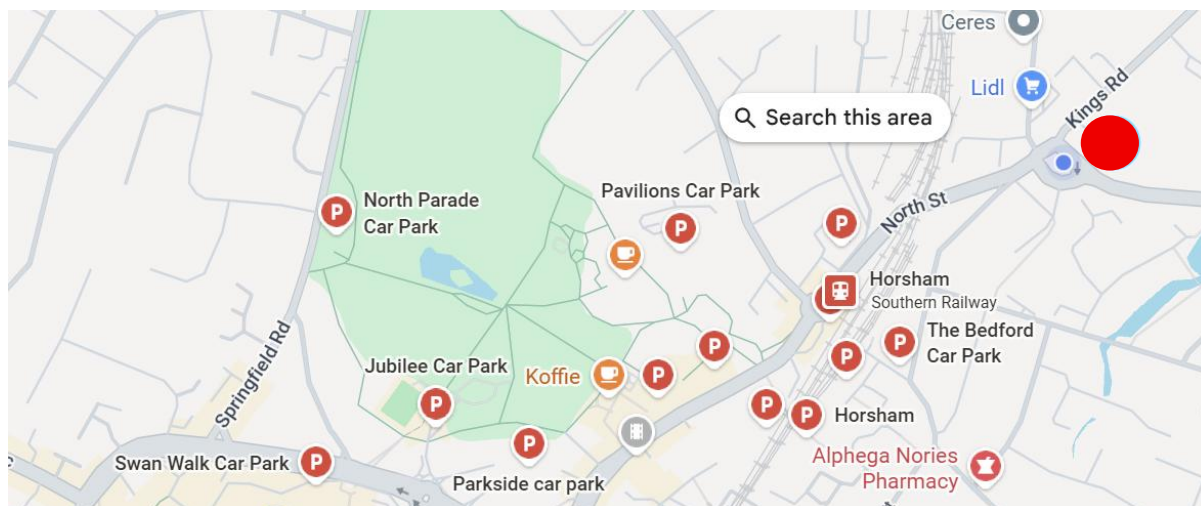 Ceres
Lidl
Kings Rd
Search this area
Pavilions Car Park
North Parade
Car Park
North St
Horsham
Southern Railway
The Bedford
Car Park
Springfield Rd
Jubilee Car Park
Koffie
Horsham
Swan Walk Car Park
Parkside car park
Alphega Nories
Pharmacy
P
P
P
P
P
P
P
P
P
P
P
P